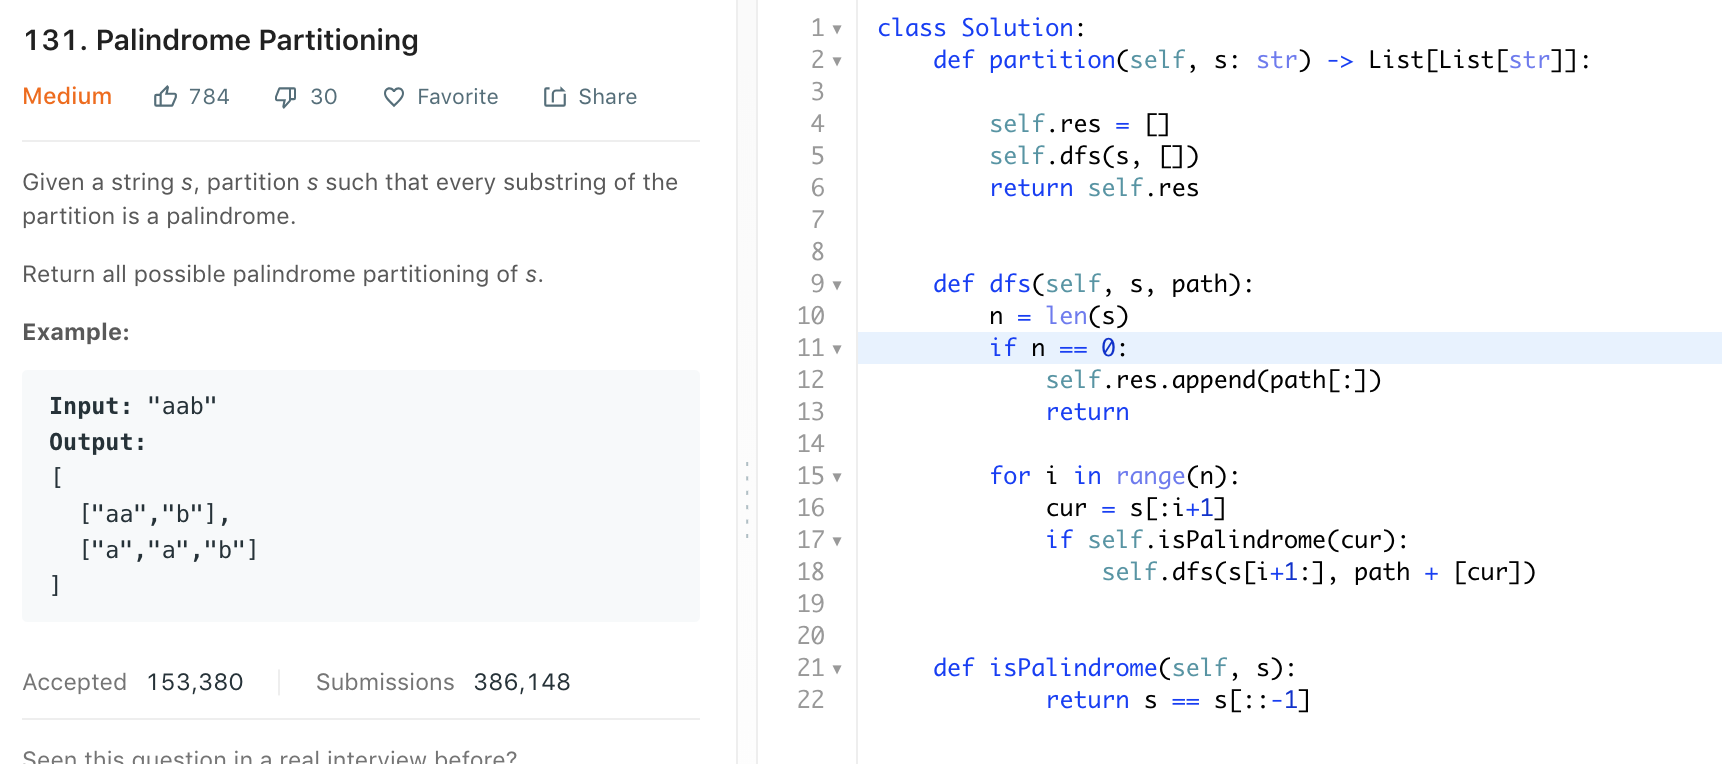 131. Palindrome Partitioning
Medium 784 30 Favorite Share
Given a string s, partition s such that every substring of the
partition is a palindrome.
Return all possible palindrome partitioning of s.
Example:
Input: "aab"
Output:
[
  ["aa","b"],
  ["a","a","b"]
]
Accepted 153,380 Submissions 386,148
Seen this question in a real interview before?
1 class Solution:
2     def partition(self, s: str) -> List[List[str]]:
3
4         self.res = []
5         self.dfs(s, [])
6         return self.res
7
8
9     def dfs(self, s, path):
10         n = len(s)
11         if n == 0:
12             self.res.append(path[:])
13             return
14
15         for i in range(n):
16             cur = s[:i+1]
17             if self.isPalindrome(cur):
18                 self.dfs(s[i+1:], path + [cur])
19
20
21     def isPalindrome(self, s):
22             return s == s[::-1]